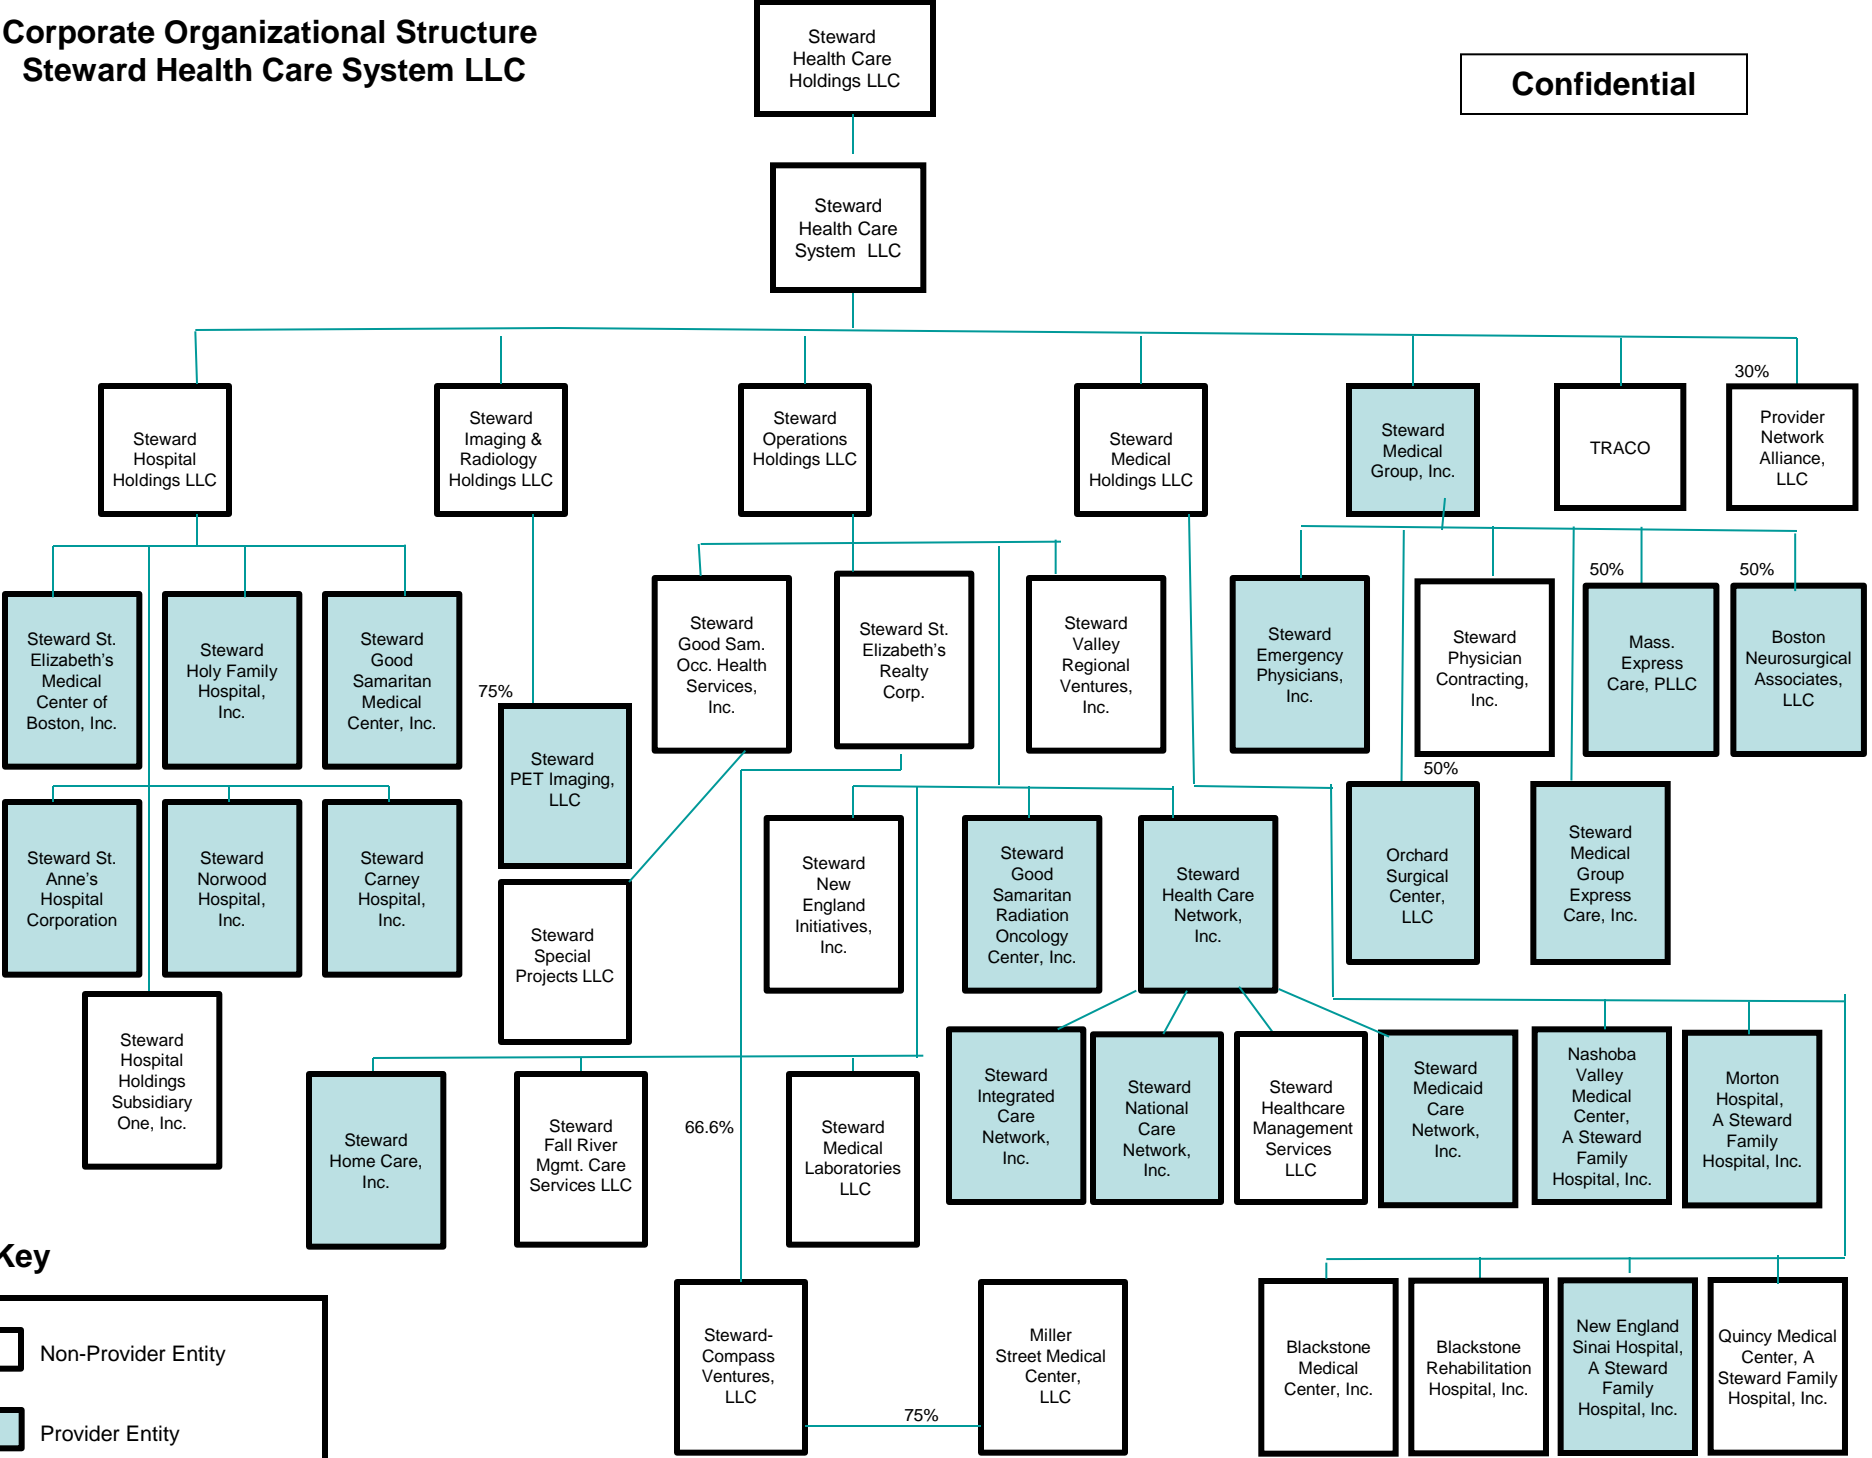 Corporate Organizational Structure
Steward Health Care System LLC
Confidential
Steward
Health Care
Holdings LLC
Steward
Health Care
System LLC
Steward
Hospital
Holdings LLC
Steward
Imaging &
Radiology
Holdings LLC
Steward
Operations
Holdings LLC
Steward
Medical
Holdings LLC
Steward
Medical
Group, Inc.
TRACO
30%
Provider
Network
Alliance,
LLC
Steward St.
Elizabeth's
Medical
Center of
Boston, Inc.
Steward
Holy Family
Hospital,
Inc.
Steward
Good
Samaritan
Medical
Center, Inc.
75%
Steward
PET Imaging,
LLC
Steward
Good Sam.
Occ. Health
Services,
Inc.
Steward St.
Elizabeth's
Realty
Corp.
Steward
Valley
Regional
Ventures,
Inc.
Steward
Emergency
Physicians,
Inc.
Steward
Physician
Contracting,
Inc.
50%
Mass.
Express
Care, PLLC
50%
Boston
Neurosurgical
Associates,
LLC
Steward St.
Anne's
Hospital
Corporation
Steward
Norwood
Hospital,
Inc.
Steward
Carney
Hospital,
Inc.
Steward
Special
Projects LLC
Steward
New
England
Initiatives,
Inc.
Steward
Good
Samaritan
Radiation
Oncology
Center, Inc.
Steward
Health Care
Network,
Inc.
50%
Orchard
Surgical
Center,
LLC
Steward
Medical
Group
Express
Care, Inc.
Steward
Hospital
Holdings
Subsidiary
One, Inc.
Steward
Home Care,
Inc.
Steward
Fall River
Mgmt. Care
Services LLC
66.6%
Steward
Medical
Laboratories
LLC
Steward
Integrated
Care
Network,
Inc.
Steward
National
Care
Network,
Inc.
Steward
Healthcare
Management
Services
LLC
Steward
Medicaid
Care
Network,
Inc.
Nashoba
Valley
Medical
Center,
A Steward
Family
Hospital, Inc.
Morton
Hospital,
A Steward
Family
Hospital, Inc.
Key
Non-Provider Entity
Provider Entity
Steward-
Compass
Ventures,
LLC
75%
Miller
Street Medical
Center,
LLC
Blackstone
Medical
Center, Inc.
Blackstone
Rehabilitation
Hospital, Inc.
New England
Sinai Hospital,
A Steward
Family
Hospital, Inc.
Quincy Medical
Center, A
Steward Family
Hospital, Inc.